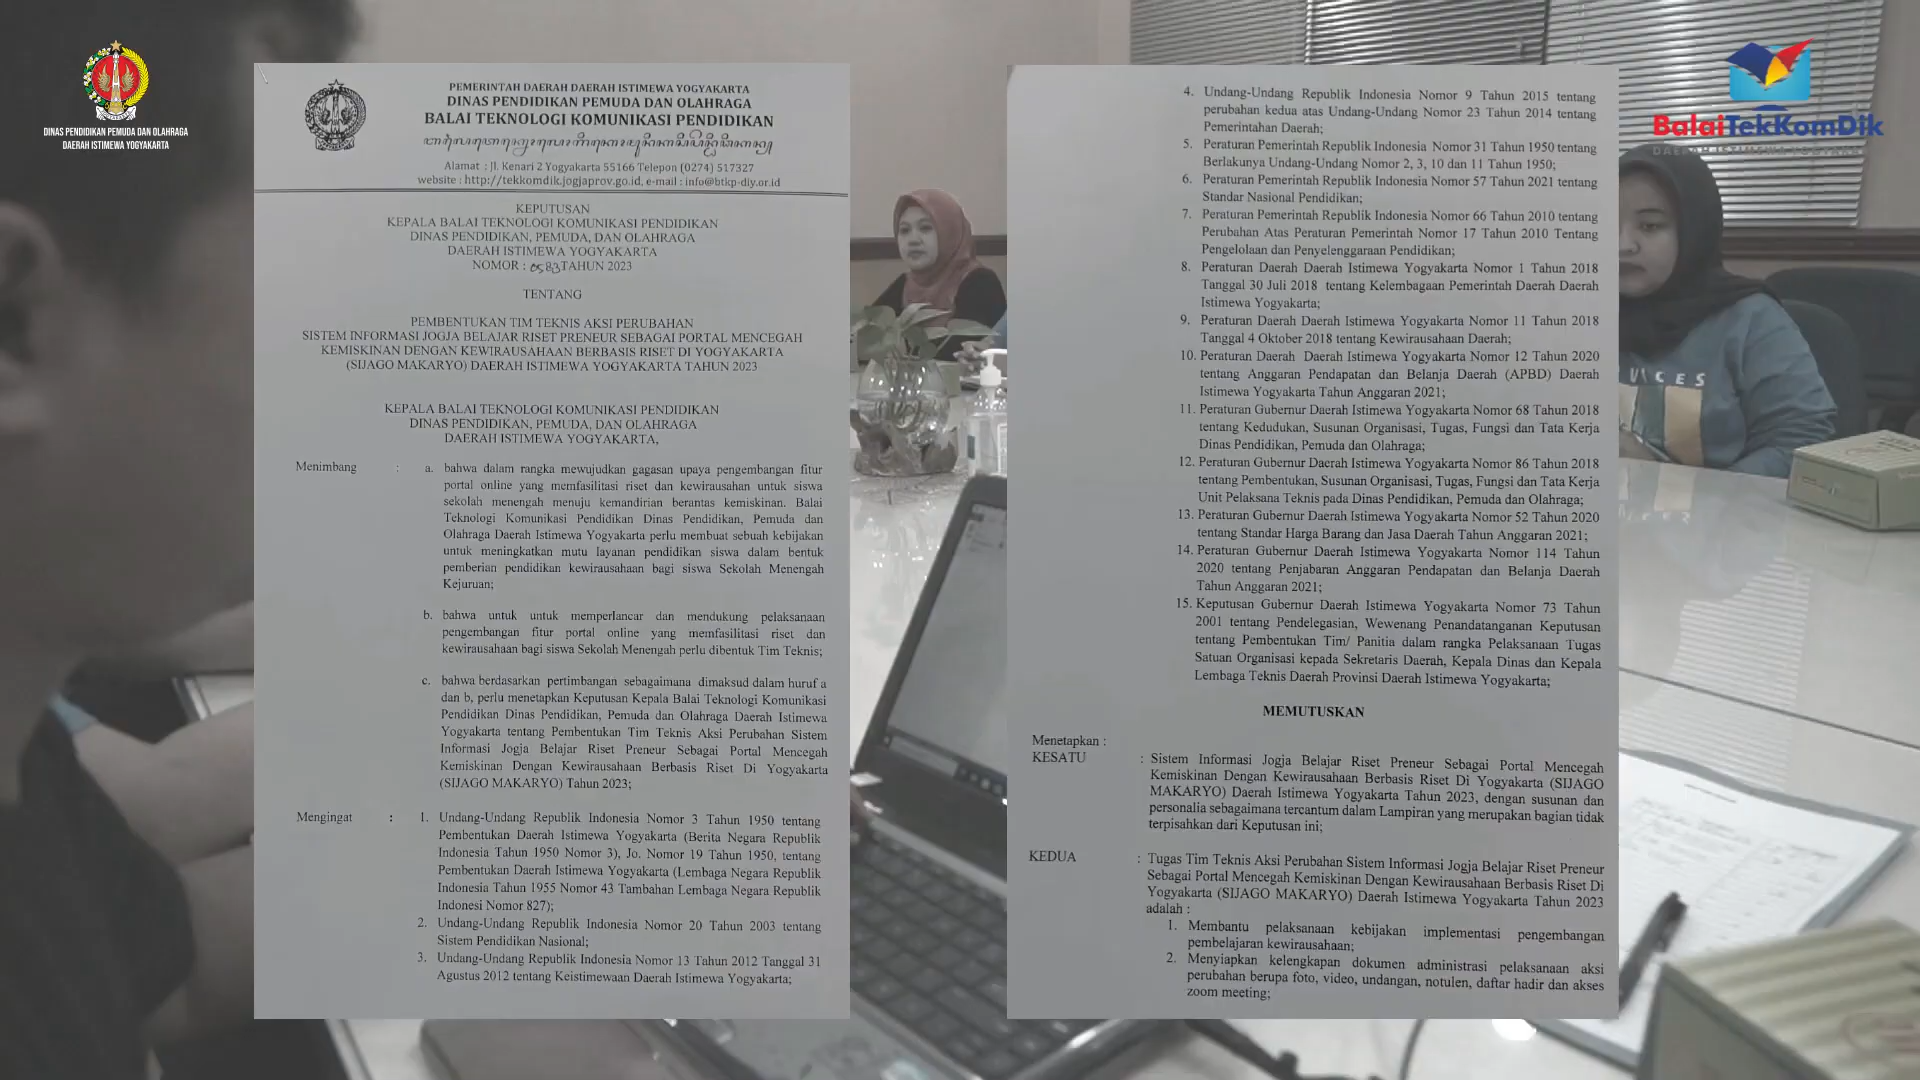 DINAS PENDIDIKAN PEMUDA DAN OLAHRAGA
DAERAH ISTIMEWA YOGYAKARTA
PEMERINTAH DAERAH DAERAH ISTIMEWA YOGYAKARTA
DINAS PENDIDIKAN PEMUDA DAN OLAHRAGA
BALAI TEKNOLOGI KOMUNIKASI PENDIDIKAN
Alamat : Jl. Kenari 2 Yogyakarta 55166 Telepon (0274) 517327
website : http://tekkomdik.jogjaprov.go.id, e-mail : info@btkp-diy.or.id
KEPUTUSAN
KEPALA BALAI TEKNOLOGI KOMUNIKASI PENDIDIKAN
DINAS PENDIDIKAN, PEMUDA, DAN OLAHRAGA
DAERAH ISTIMEWA YOGYAKARTA
NOMOR : 0583 TAHUN 2023
TENTANG
PEMBENTUKAN TIM TEKNIS AKSI PERUBAHAN
SISTEM INFORMASI JOGJA BELAJAR RISET PRENEUR SEBAGAI PORTAL MENCEGAH
KEMISKINAN DENGAN KEWIRAUSAHAAN BERBASIS RISET DI YOGYAKARTA
(SIJAGO MAKARYO) DAERAH ISTIMEWA YOGYAKARTA TAHUN 2023
KEPALA BALAI TEKNOLOGI KOMUNIKASI PENDIDIKAN
DINAS PENDIDIKAN, PEMUDA, DAN OLAHRAGA
DAERAH ISTIMEWA YOGYAKARTA,
Menimbang : a. bahwa dalam rangka mewujudkan gagasan upaya pengembangan fitur
portal online yang memfasilitasi riset dan kewirausahan untuk siswa
sekolah menengah menuju kemandirian berantas kemiskinan. Balai
Teknologi Komunikasi Pendidikan Dinas Pendidikan, Pemuda dan
Olahraga Daerah Istimewa Yogyakarta perlu membuat sebuah kebijakan
untuk meningkatkan mutu layanan pendidikan siswa dalam bentuk
pemberian pendidikan kewirausahaan bagi siswa Sekolah Menengah
Kejuruan;
b. bahwa untuk untuk memperlancar dan mendukung pelaksanaan
pengembangan fitur portal online yang memfasilitasi riset dan
kewirausahaan bagi siswa Sekolah Menengah perlu dibentuk Tim Teknis;
c. bahwa berdasarkan pertimbangan sebagaimana dimaksud dalam huruf a
dan b, perlu menetapkan Keputusan Kepala Balai Teknologi Komunikasi
Pendidikan Dinas Pendidikan, Pemuda dan Olahraga Daerah Istimewa
Yogyakarta tentang Pembentukan Tim Teknis Aksi Perubahan Sistem
Informasi Jogja Belajar Riset Preneur Sebagai Portal Mencegah
Kemiskinan Dengan Kewirausahaan Berbasis Riset Di Yogyakarta
(SIJAGO MAKARYO) Tahun 2023;
Mengingat : 1. Undang-Undang Republik Indonesia Nomor 3 Tahun 1950 tentang
Pembentukan Daerah Istimewa Yogyakarta (Berita Negara Republik
Indonesia Tahun 1950 Nomor 3), Jo. Nomor 19 Tahun 1950, tentang
Pembentukan Daerah Istimewa Yogyakarta (Lembaga Negara Republik
Indonesia Tahun 1955 Nomor 43 Tambahan Lembaga Negara Republik
Indonesi Nomor 827);
2. Undang-Undang Republik Indonesia Nomor 20 Tahun 2003 tentang
Sistem Pendidikan Nasional;
3. Undang-Undang Republik Indonesia Nomor 13 Tahun 2012 Tanggal 31
Agustus 2012 tentang Keistimewaan Daerah Istimewa Yogyakarta;
4. Undang-Undang Republik Indonesia Nomor 9 Tahun 2015 tentang
perubahan kedua atas Undang-Undang Nomor 23 Tahun 2014 tentang
Pemerintahan Daerah;
5. Peraturan Pemerintah Republik Indonesia Nomor 31 Tahun 1950 tentang
Berlakunya Undang-Undang Nomor 2, 3, 10 dan 11 Tahun 1950;
6. Peraturan Pemerintah Republik Indonesia Nomor 57 Tahun 2021 tentang
Standar Nasional Pendidikan;
7. Peraturan Pemerintah Republik Indonesia Nomor 66 Tahun 2010 tentang
Perubahan Atas Peraturan Pemerintah Nomor 17 Tahun 2010 Tentang
Pengelolaan dan Penyelenggaraan Pendidikan;
8. Peraturan Daerah Daerah Istimewa Yogyakarta Nomor 1 Tahun 2018
Tanggal 30 Juli 2018 tentang Kelembagaan Pemerintah Daerah Daerah
Istimewa Yogyakarta;
9. Peraturan Daerah Daerah Istimewa Yogyakarta Nomor 11 Tahun 2018
Tanggal 4 Oktober 2018 tentang Kewirausahaan Daerah;
10. Peraturan Daerah Daerah Istimewa Yogyakarta Nomor 12 Tahun 2020
tentang Anggaran Pendapatan dan Belanja Daerah (APBD) Daerah
Istimewa Yogyakarta Tahun Anggaran 2021;
11. Peraturan Gubernur Daerah Istimewa Yogyakarta Nomor 68 Tahun 2018
tentang Kedudukan, Susunan Organisasi, Tugas, Fungsi dan Tata Kerja
Dinas Pendidikan, Pemuda dan Olahraga;
12. Peraturan Gubernur Daerah Istimewa Yogyakarta Nomor 86 Tahun 2018
tentang Pembentukan, Susunan Organisasi, Tugas, Fungsi dan Tata Kerja
Unit Pelaksana Teknis pada Dinas Pendidikan, Pemuda dan Olahraga;
13. Peraturan Gubernur Daerah Istimewa Yogyakarta Nomor 52 Tahun 2020
tentang Standar Harga Barang dan Jasa Daerah Tahun Anggaran 2021;
14. Peraturan Gubernur Daerah Istimewa Yogyakarta Nomor 114 Tahun
2020 tentang Penjabaran Anggaran Pendapatan dan Belanja Daerah
Tahun Anggaran 2021;
15. Keputusan Gubernur Daerah Istimewa Yogyakarta Nomor 73 Tahun
2001 tentang Pendelegasian, Wewenang Penandatanganan Keputusan
tentang Pembentukan Tim/ Panitia dalam rangka Pelaksanaan Tugas
Satuan Organisasi kepada Sekretaris Daerah, Kepala Dinas dan Kepala
Lembaga Teknis Daerah Provinsi Daerah Istimewa Yogyakarta;
MEMUTUSKAN
Menetapkan :
KESATU : Sistem Informasi Jogja Belajar Riset Preneur Sebagai Portal Mencegah
Kemiskinan Dengan Kewirausahaan Berbasis Riset Di Yogyakarta (SIJAGO
MAKARYO) Daerah Istimewa Yogyakarta Tahun 2023, dengan susunan dan
personalia sebagaimana tercantum dalam Lampiran yang merupakan bagian tidak
terpisahkan dari Keputusan ini;
KEDUA : Tugas Tim Teknis Aksi Perubahan Sistem Informasi Jogja Belajar Riset Preneur
Sebagai Portal Mencegah Kemiskinan Dengan Kewirausahaan Berbasis Riset Di
Yogyakarta (SIJAGO MAKARYO) Daerah Istimewa Yogyakarta Tahun 2023
adalah :
1. Membantu pelaksanaan kebijakan implementasi pengembangan
pembelajaran kewirausahaan;
2. Menyiapkan kelengkapan dokumen administrasi pelaksanaan aksi
perubahan berupa foto, video, undangan, notulen, daftar hadir dan akses
zoom meeting;
BalaiTekKomDik
DAERAH ISTIMEWA YOGYAKARTA